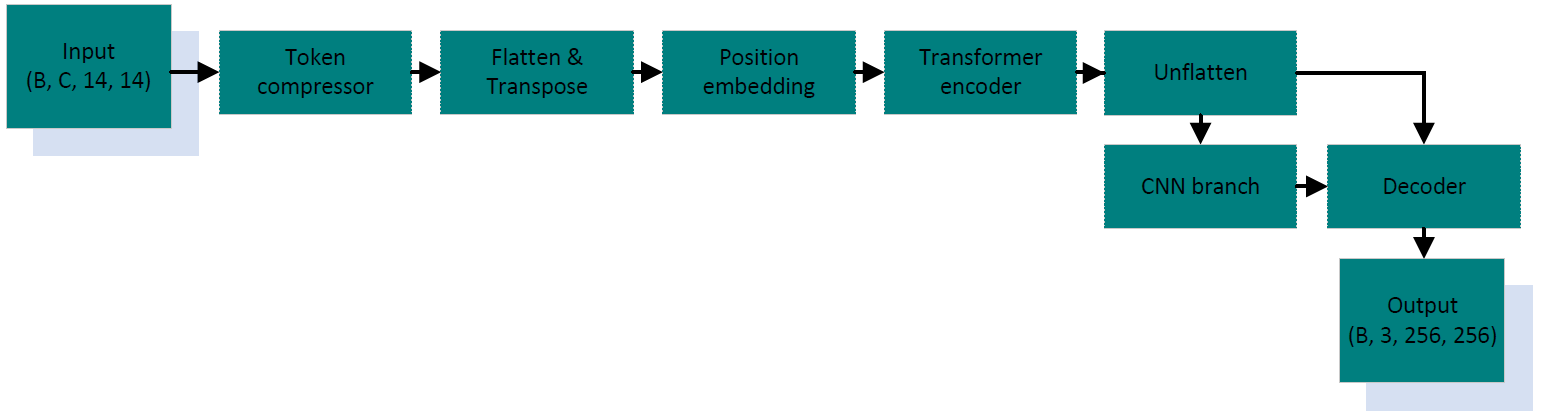 Input
(B, C, 14, 14)
Token
compressor
Flatten &
Transpose
Position
embedding
Transformer
encoder
Unflatten
CNN branch
Decoder
Output
(B, 3, 256, 256)